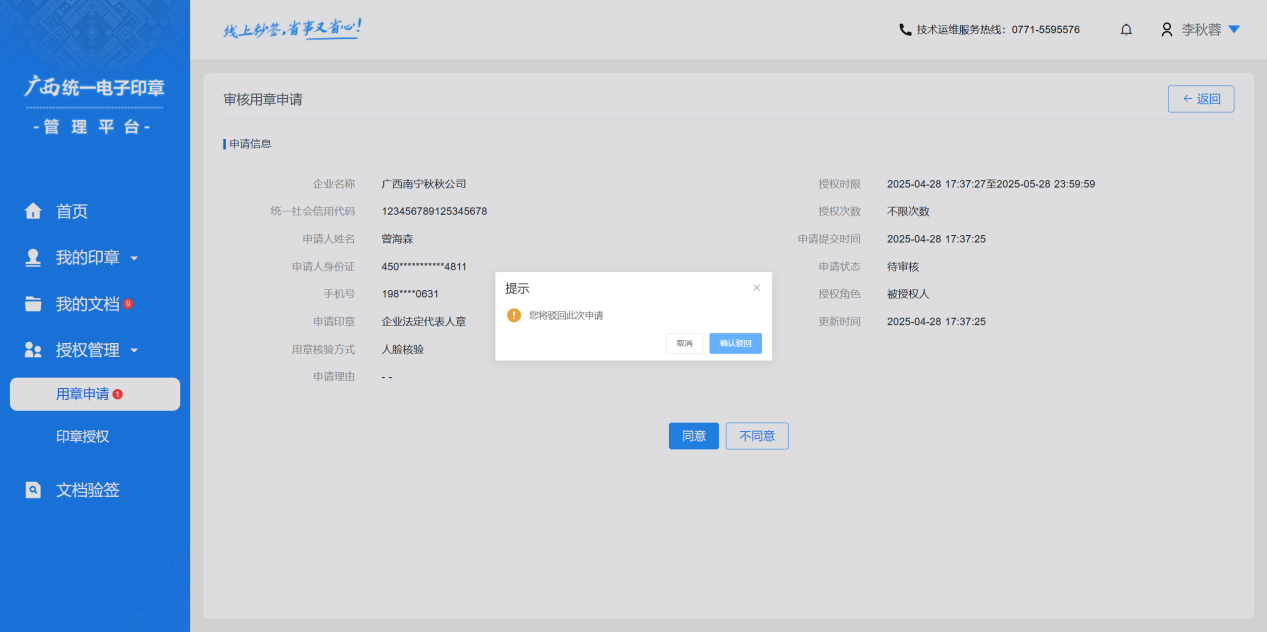 线上秒签,省事又省心!
技术运维服务热线：0771-5595576
李秋蓉
广西统一电子印章
-管理平台-
首页
我的印章
我的文档 9
授权管理
用章申请 1
印章授权
文档验签
审核用章申请
返回
申请信息
企业名称 广西南宁秋秋公司
统一社会信用代码 123456789125345678
申请人姓名 曾海森
申请人身份证 450***********4811
手机号 198****0631
申请印章 企业法定代表人章
用章核验方式 人脸核验
申请理由 - -
授权时限 2025-04-28 17:37:27至2025-05-28 23:59:59
授权次数 不限次数
申请提交时间 2025-04-28 17:37:25
申请状态 待审核
授权角色 被授权人
更新时间 2025-04-28 17:37:25
提示
您将驳回此次申请
取消 确认驳回
同意 不同意